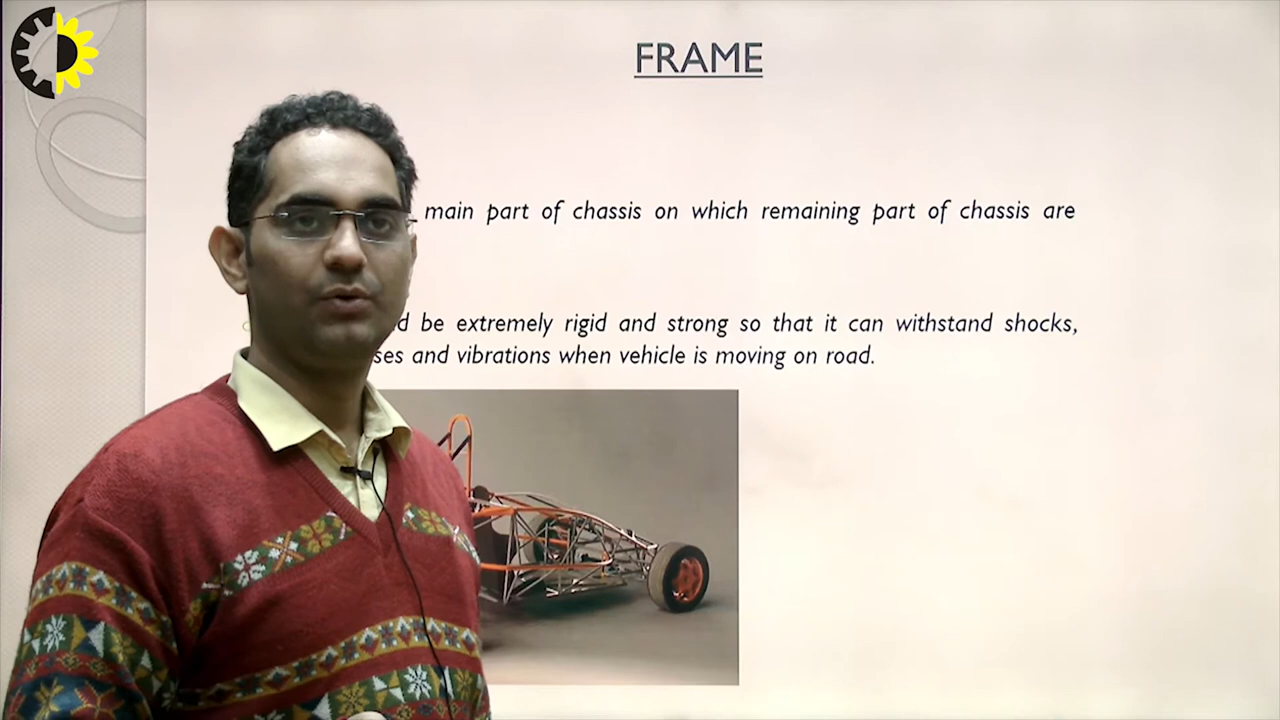 FRAME
main part of chassis on which remaining part of chassis are
be extremely rigid and strong so that it can withstand shocks,
and vibrations when vehicle is moving on road.